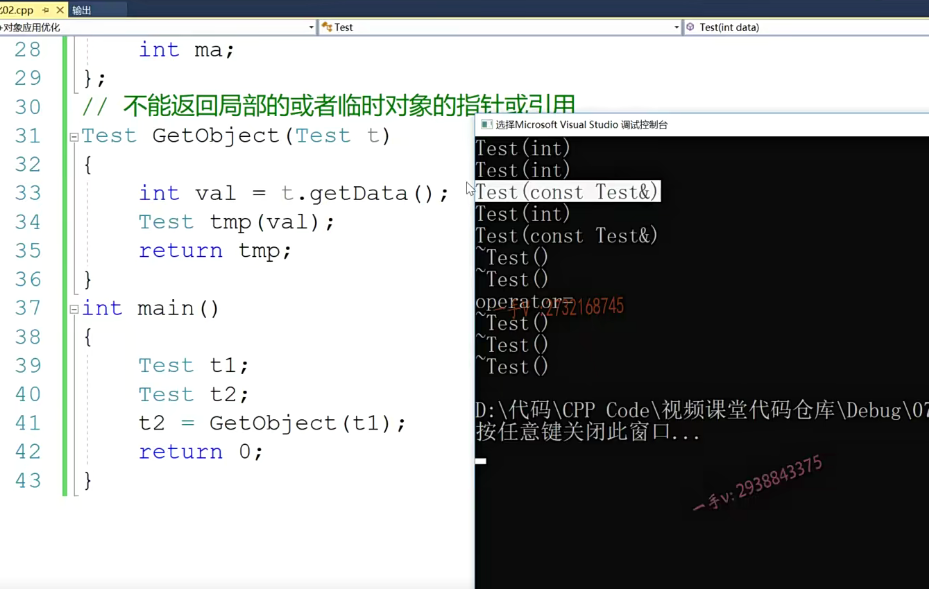 02.cpp 输出
对象应用优化 Test Test(int data)
28 int ma;
29 };
30 // 不能返回局部的或者临时对象的指针或引用
31 Test GetObject(Test t)
32 {
33 int val = t.getData();
34 Test tmp(val);
35 return tmp;
36 }
37 int main()
38 {
39 Test t1;
40 Test t2;
41 t2 = GetObject(t1);
42 return 0;
43 }
选择Microsoft Visual Studio 调试控制台
Test(int)
Test(int)
Test(const Test&)
Test(int)
Test(const Test&)
~Test()
~Test()
operator=
~Test()
~Test()
~Test()
D:\代码\CPP Code\视频课堂代码仓库\Debug\07
按任意键关闭此窗口...
一手v:2938843375